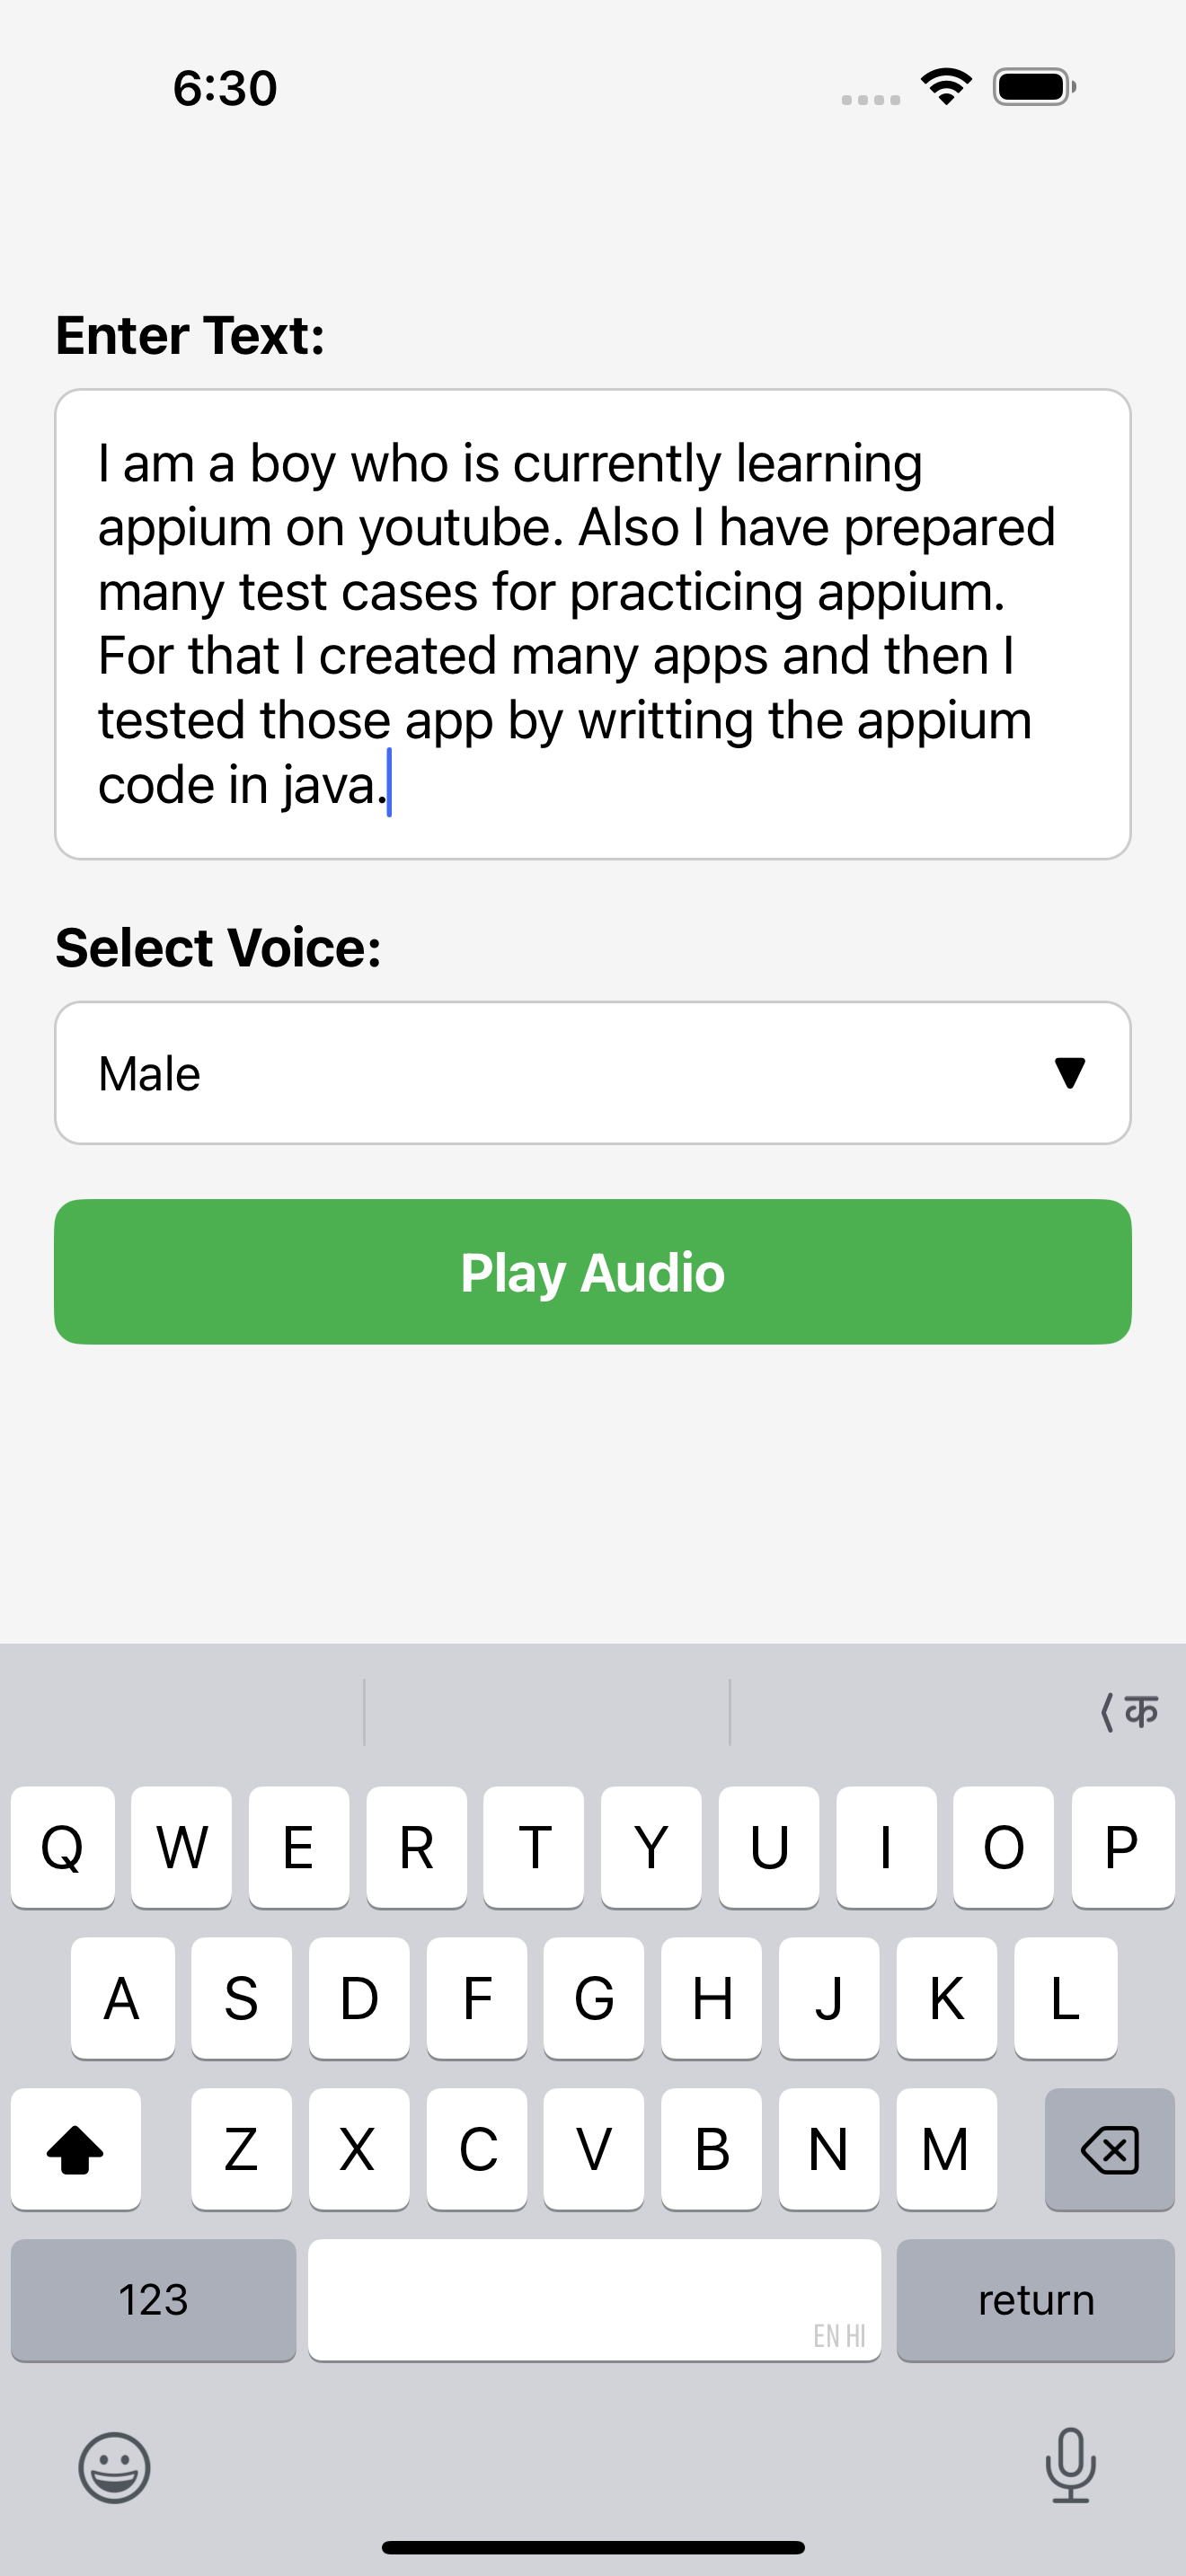 6:30
Enter Text:
I am a boy who is currently learning
appium on youtube. Also I have prepared
many test cases for practicing appium.
For that I created many apps and then I
tested those app by writting the appium
code in java.
Select Voice:
Male
Play Audio
क
Q W E R T Y U I O P
A S D F G H J K L
Z X C V B N M
123
EN HI
return